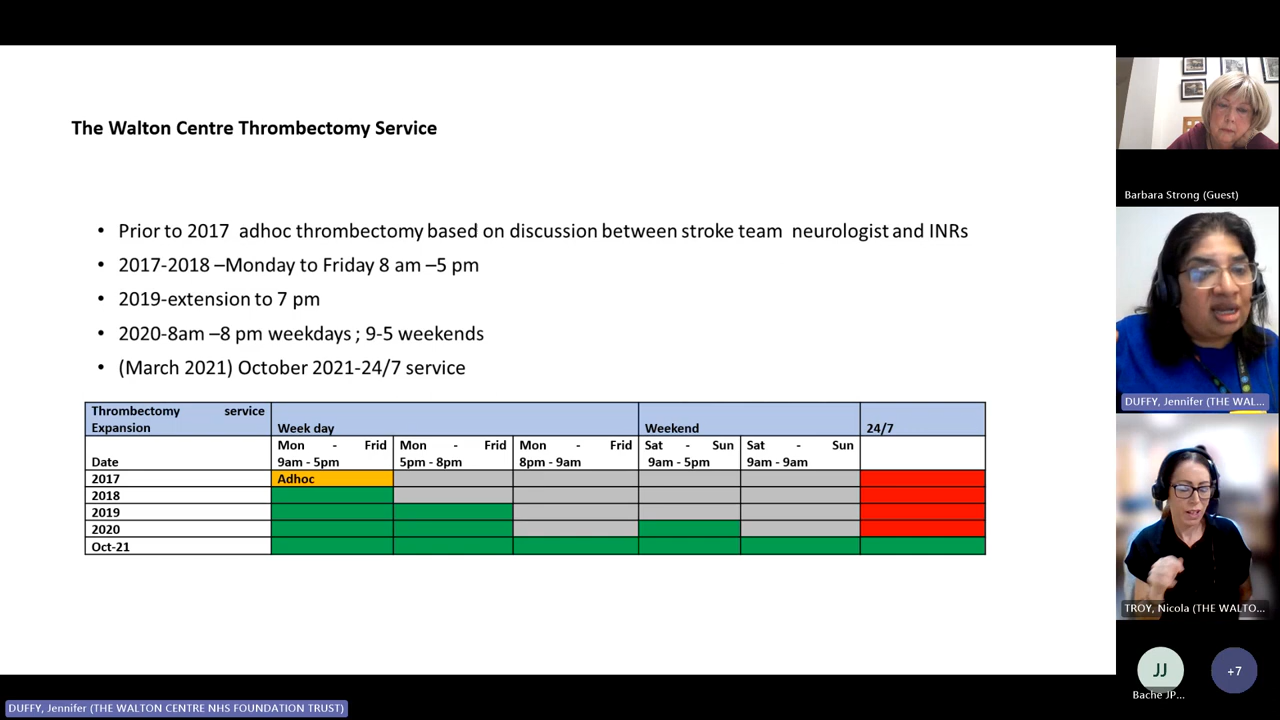 The Walton Centre Thrombectomy Service
• Prior to 2017 adhoc thrombectomy based on discussion between stroke team neurologist and INRs
• 2017-2018 –Monday to Friday 8 am –5 pm
• 2019-extension to 7 pm
• 2020-8am –8 pm weekdays ; 9-5 weekends
• (March 2021) October 2021-24/7 service
Thrombectomy service
Expansion Week day Weekend 24/7
Mon - Frid Mon - Frid Mon - Frid Sat - Sun Sat - Sun
Date 9am - 5pm 5pm - 8pm 8pm - 9am 9am - 5pm 9am - 9am
2017 Adhoc
2018
2019
2020
Oct-21
Barbara Strong (Guest)
DUFFY, Jennifer (THE WAL...
TROY, Nicola (THE WALTO...
JJ +7
Bache JP...
DUFFY, Jennifer (THE WALTON CENTRE NHS FOUNDATION TRUST)